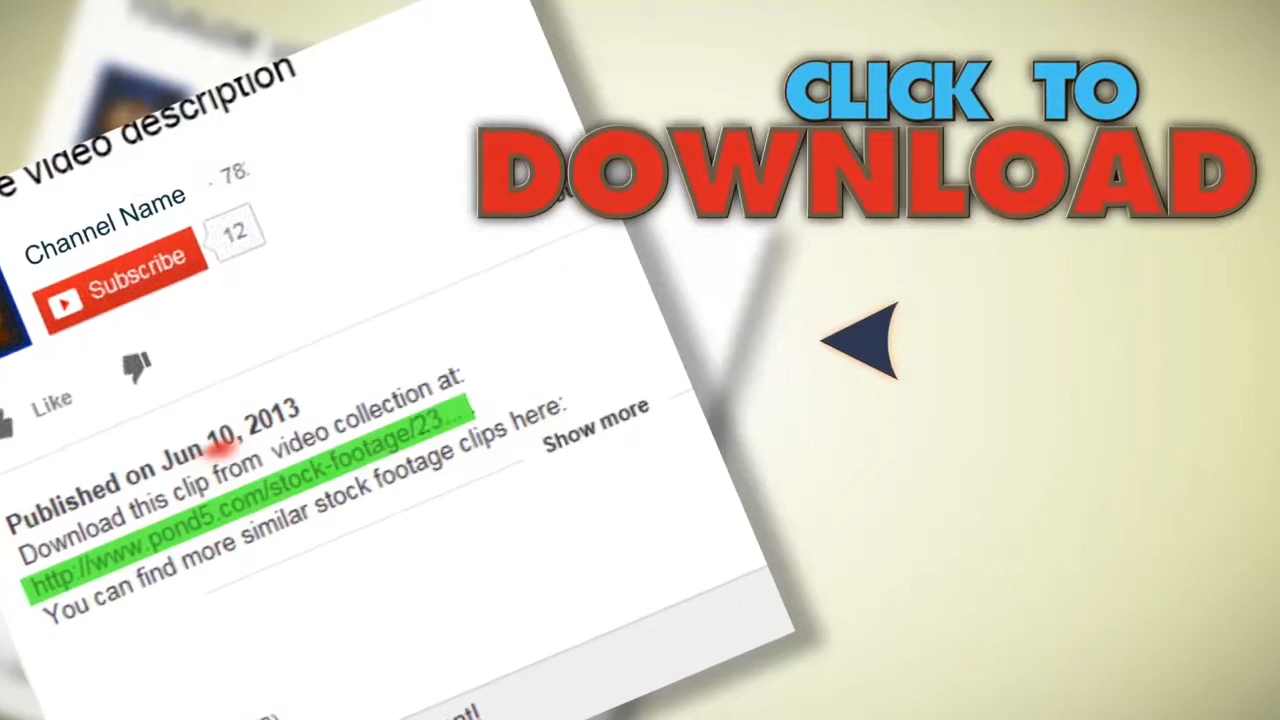 CLICK TO
DOWNLOAD
video description
Channel Name
78
Subscribe
12
Like
Published on Jun 10, 2013
Download this clip from video collection at:
http://www.pond5.com/stock-footage/23...
You can find more similar stock footage clips here:
Show more